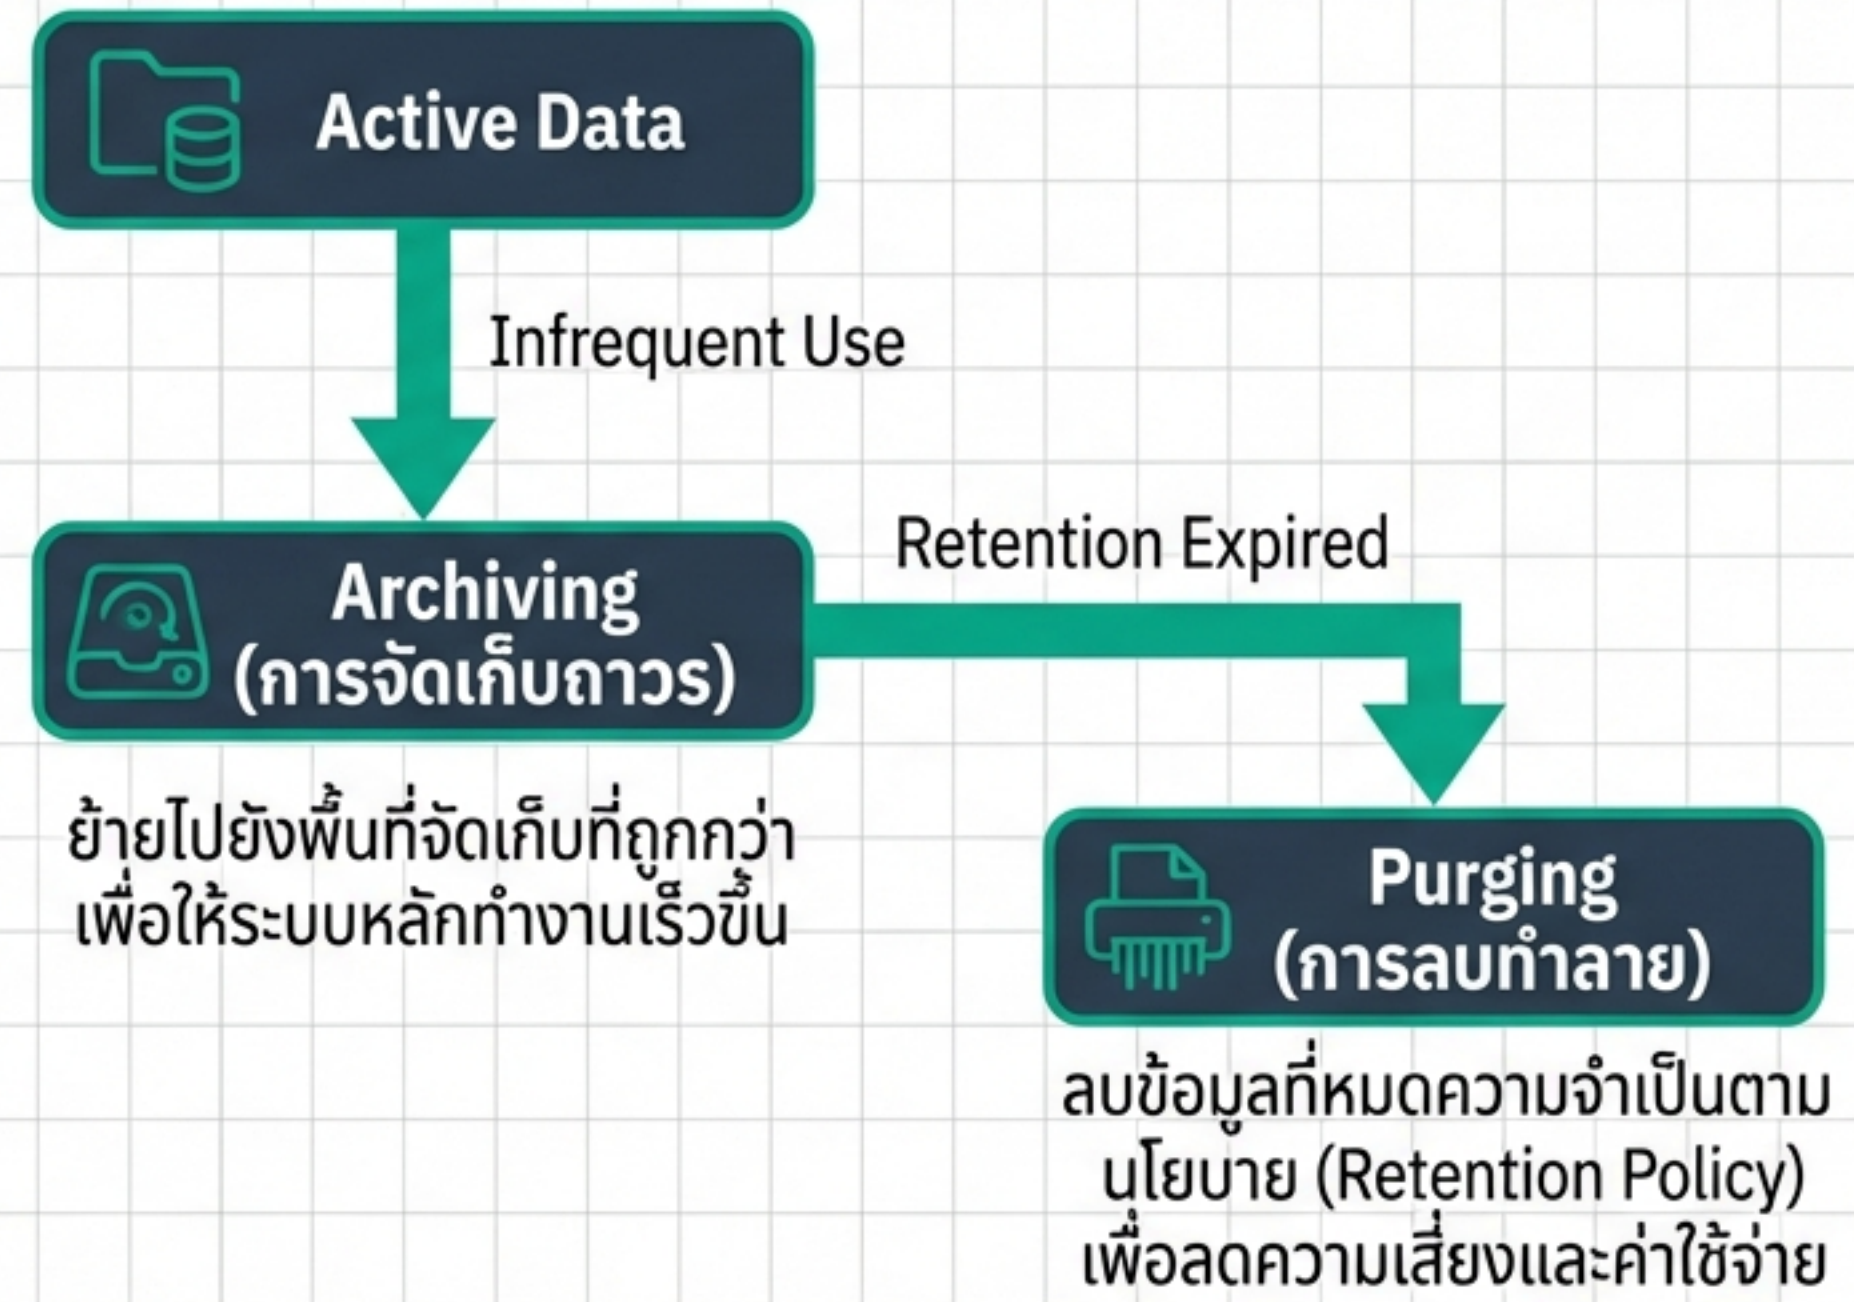 Active Data
Infrequent Use
Retention Expired
Archiving
(การจัดเก็บถาวร)
ย้ายไปยังพื้นที่จัดเก็บที่ถูกกว่า
เพื่อให้ระบบหลักทำงานเร็วขึ้น
Purging
(การลบทำลาย)
ลบข้อมูลที่หมดความจำเป็นตาม
นโยบาย (Retention Policy)
เพื่อลดความเสี่ยงและค่าใช้จ่าย